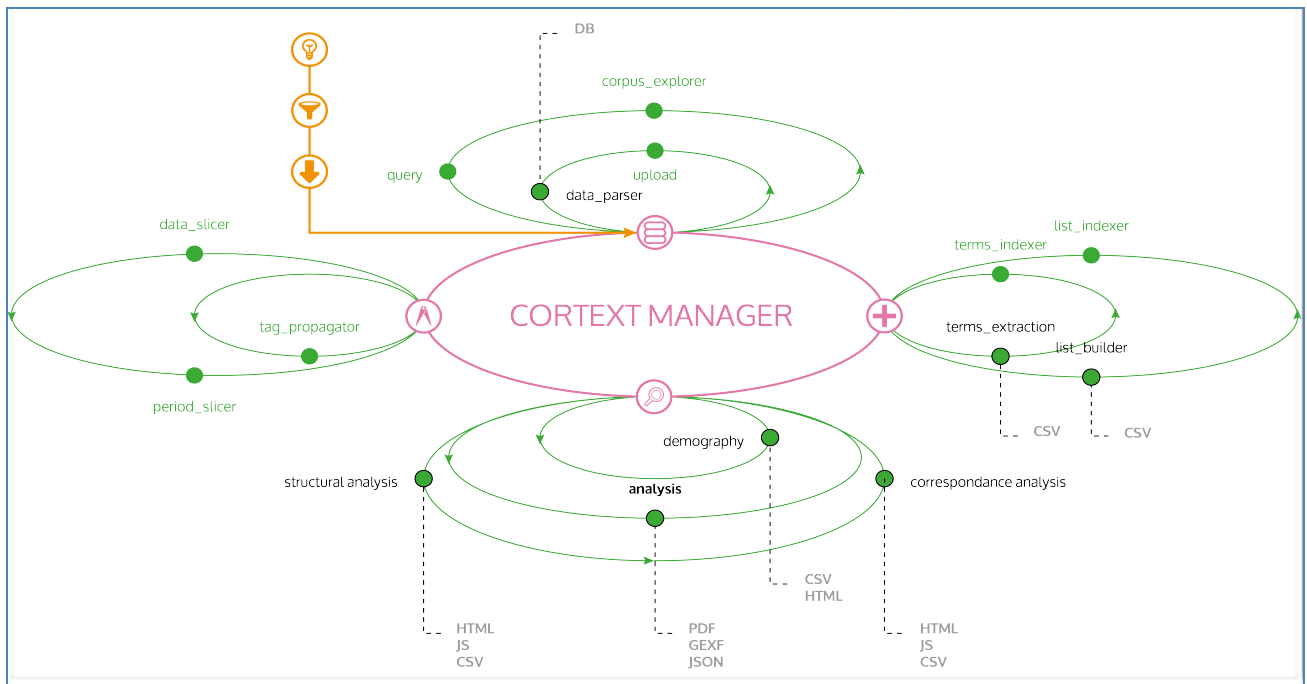 DB
corpus_explorer
query
upload
data_parser
data_slicer
list_indexer
terms_indexer
CORTEXT MANAGER
tag_propagator
terms_extraction
list_builder
period_slicer
CSV
CSV
demography
structural analysis
analysis
correspondance analysis
CSV
HTML
HTML
JS
CSV
PDF
GEXF
JSON
HTML
JS
CSV